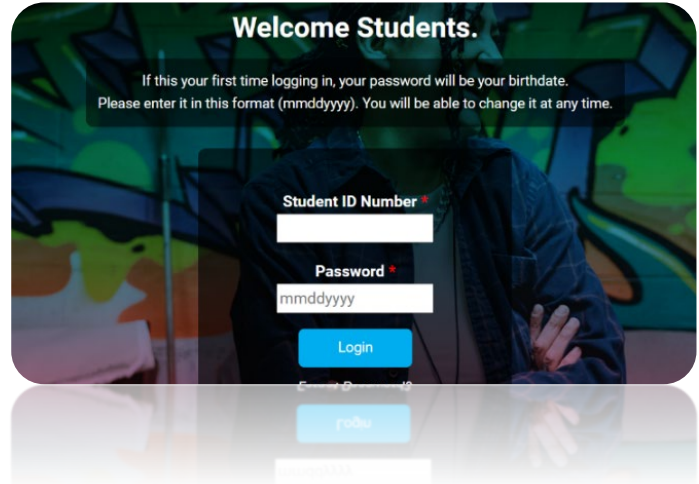 Welcome Students.
If this your first time logging in, your password will be your birthdate.
Please enter it in this format (mmddyyyy). You will be able to change it at any time.
Student ID Number *
Password *
mmddyyyy
Login